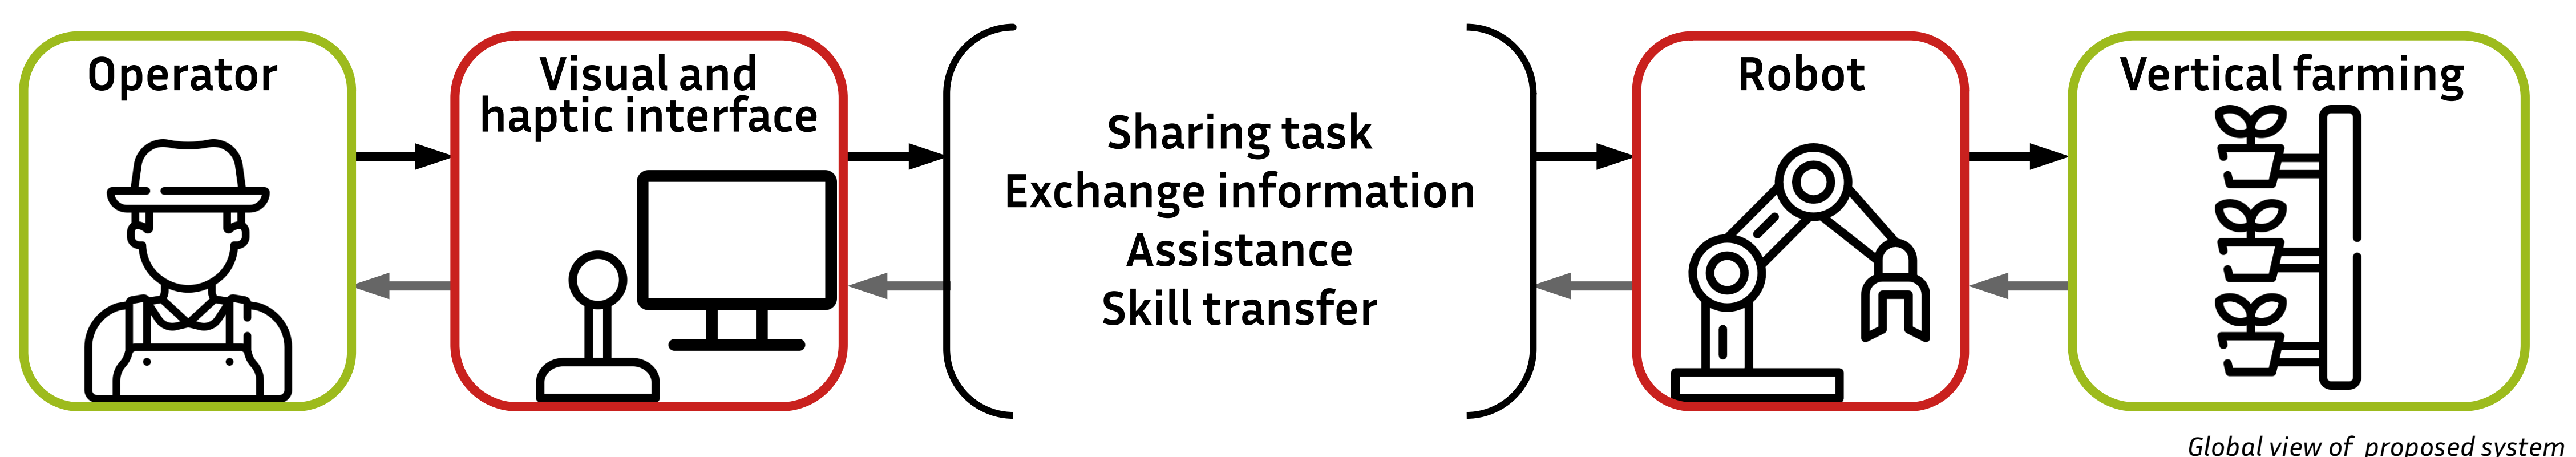 Operator
Visual and
haptic interface
Sharing task
Exchange information
Assistance
Skill transfer
Robot
Vertical farming
Global view of proposed system